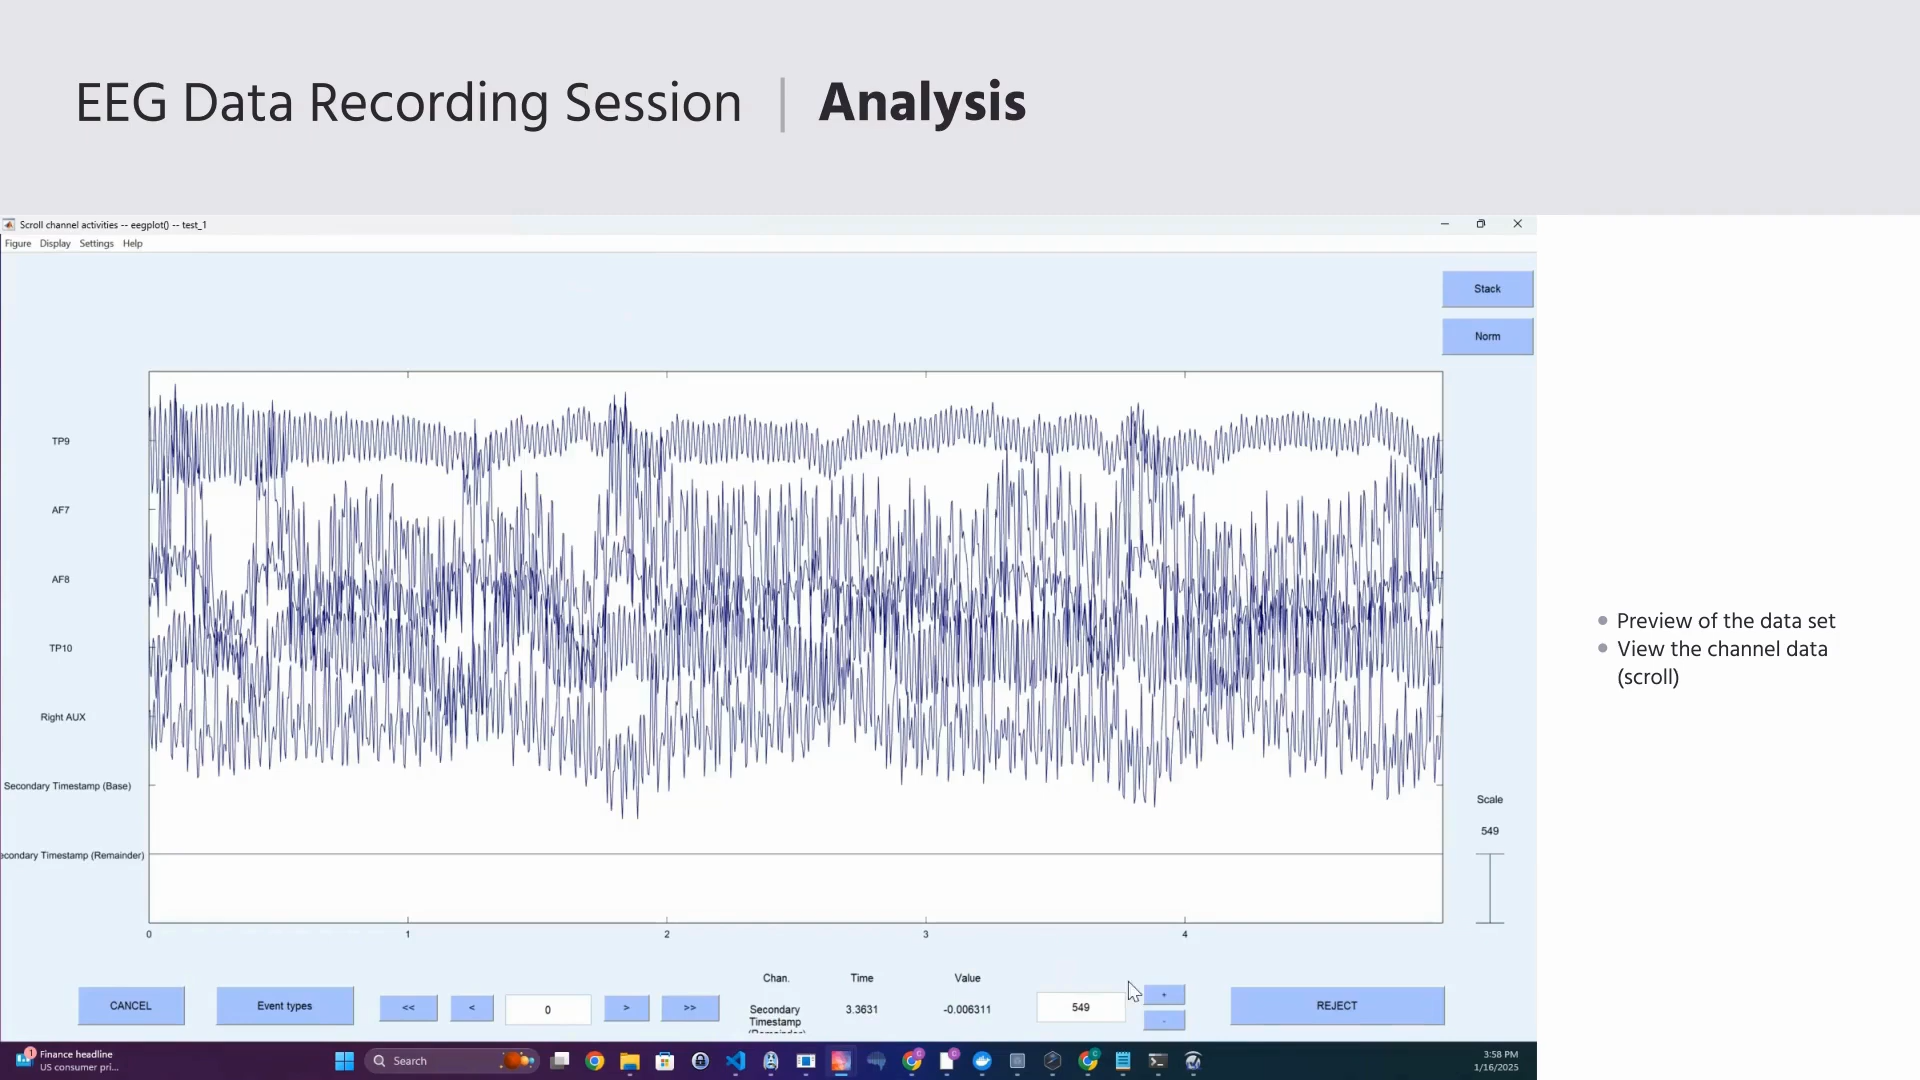 EEG Data Recording Session | Analysis
Scroll channel activities -- eegplot() -- test_1
Figure Display Settings Help
Stack
Norm
TP9
AF7
AF8
TP10
Right AUX
Secondary Timestamp (Base)
econdary Timestamp (Remainder)
0 1 2 3 4
Scale
549
Preview of the data set
View the channel data
(scroll)
Chan. Time Value
CANCEL Event types << < 0 > >> Secondary 3.3631 -0.006311 549 + - REJECT
Timestamp
(Remainder)
1 Finance headline
US consumer pri...
Search
3:58 PM
1/16/2025